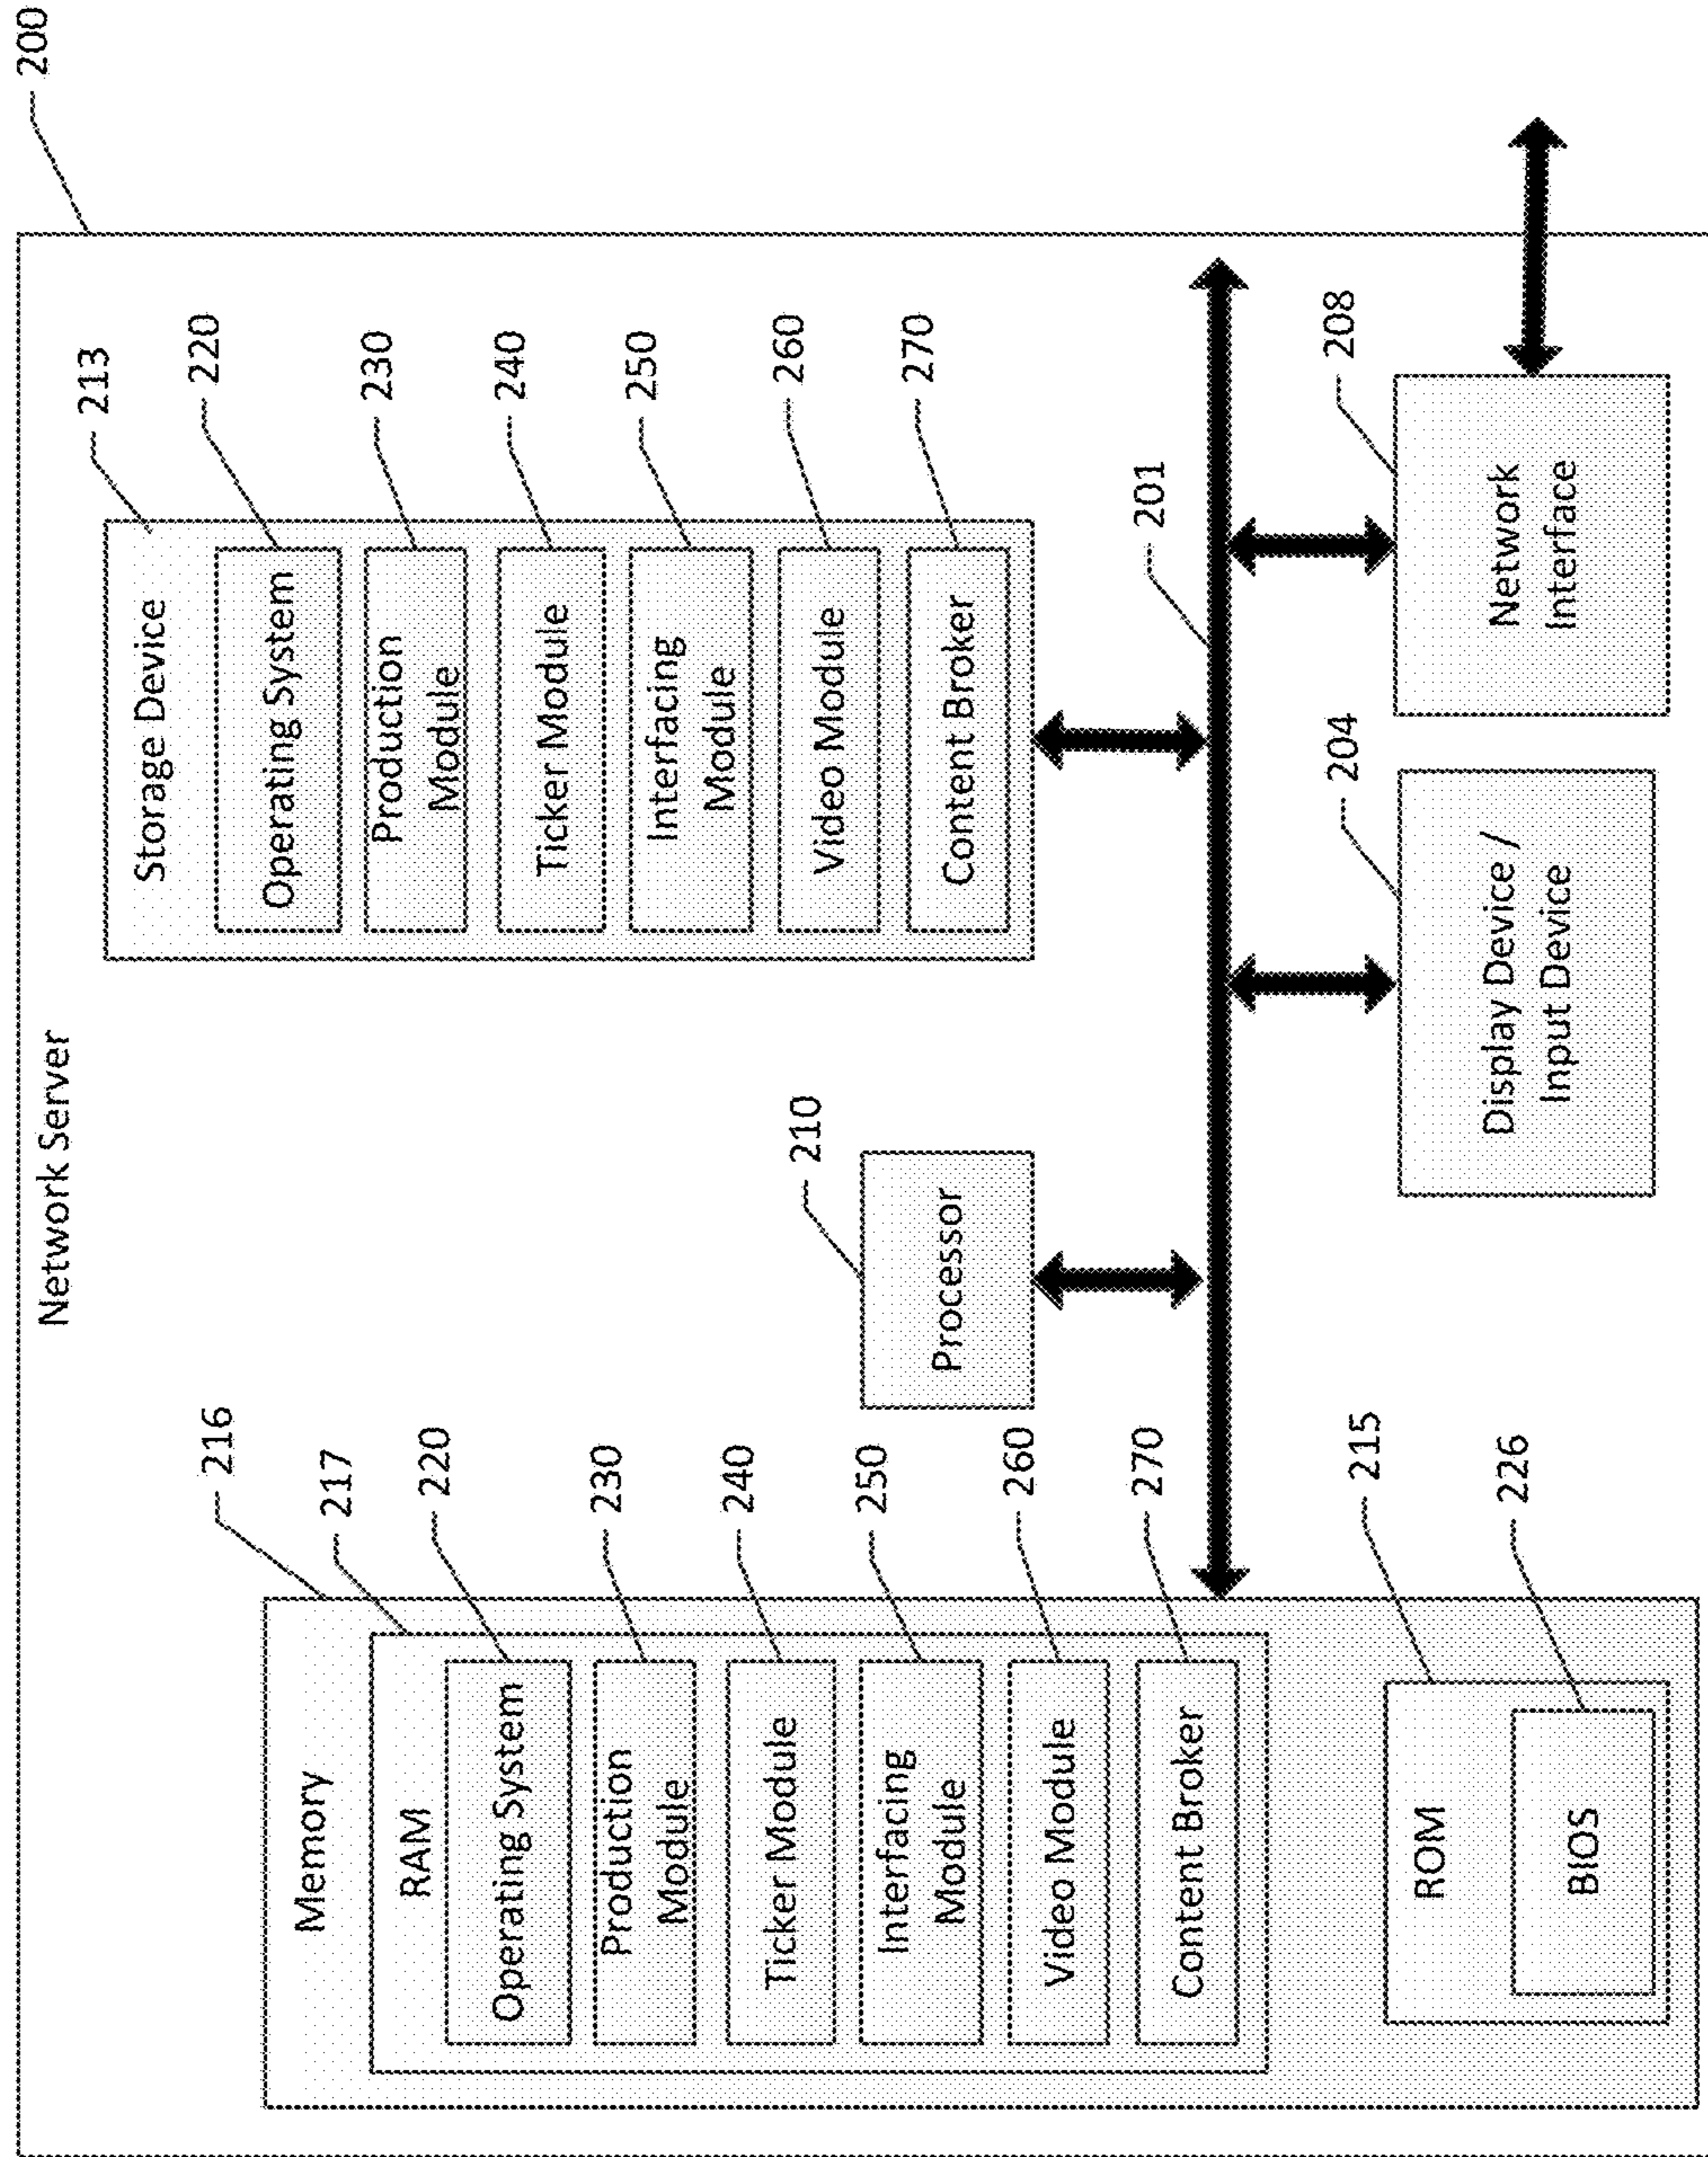 200
Network Server
Memory
216
RAM
217
Operating System
220
Production
Module
230
Ticker Module
240
Interfacing
Module
250
Video Module
260
Content Broker
270
ROM
215
BIOS
226
Processor
210
Storage Device
213
Operating System
220
Production
Module
230
Ticker Module
240
Interfacing
Module
250
Video Module
260
Content Broker
270
201
Display Device /
Input Device
204
Network
Interface
208